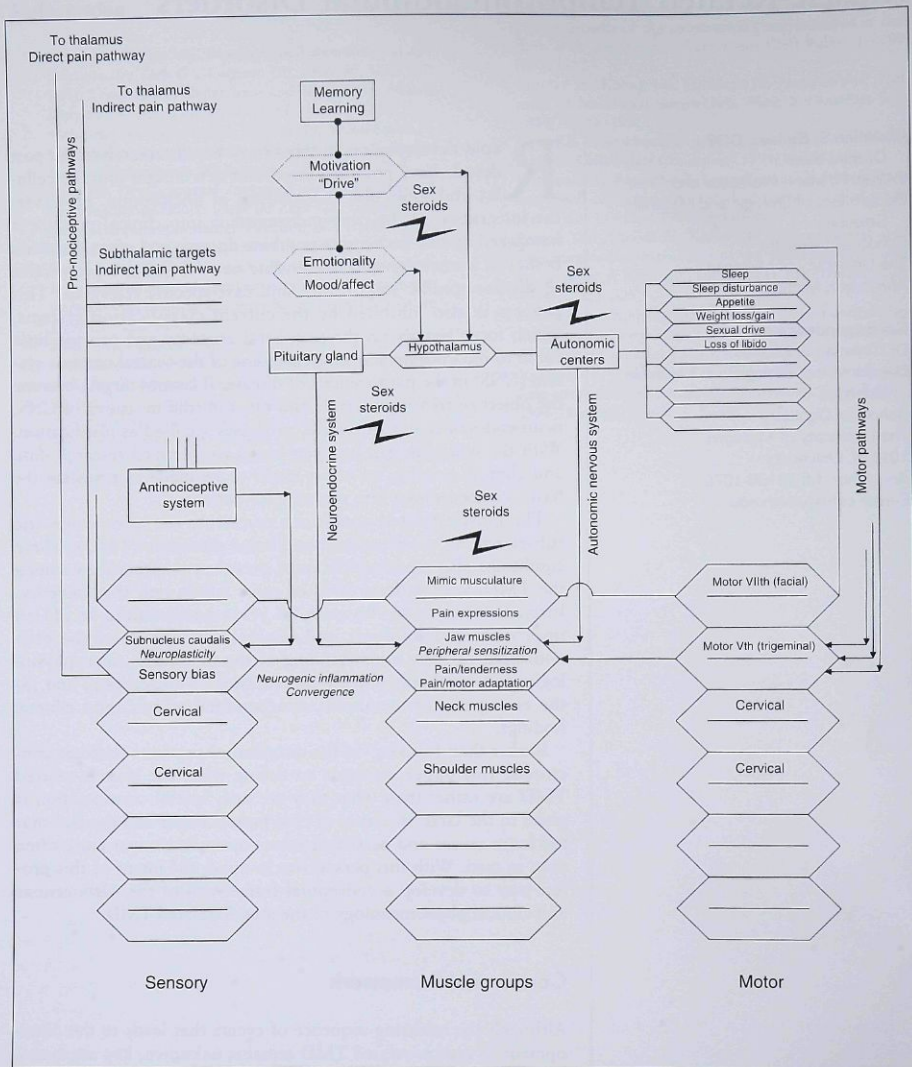 To thalamus
Direct pain pathway
To thalamus
Indirect pain pathway
Pro-nociceptive pathways
Subthalamic targets
Indirect pain pathway
Memory
Learning
Motivation
"Drive"
Sex
steroids
Emotionality
Mood/affect
Pituitary gland
Hypothalamus
Sex
steroids
Autonomic
centers
Sleep
Sleep disturbance
Appetite
Weight loss/gain
Sexual drive
Loss of libido
Sex
steroids
Neuroendocrine system
Autonomic nervous system
Motor pathways
Antinociceptive
system
Sex
steroids
Mimic musculature
Pain expressions
Motor VIIth (facial)
Subnucleus caudalis
Neuroplasticity
Sensory bias
Neurogenic inflammation
Convergence
Jaw muscles
Peripheral sensitization
Pain/tenderness
Pain/motor adaptation
Motor Vth (trigeminal)
Cervical
Neck muscles
Cervical
Cervical
Shoulder muscles
Cervical
Sensory
Muscle groups
Motor